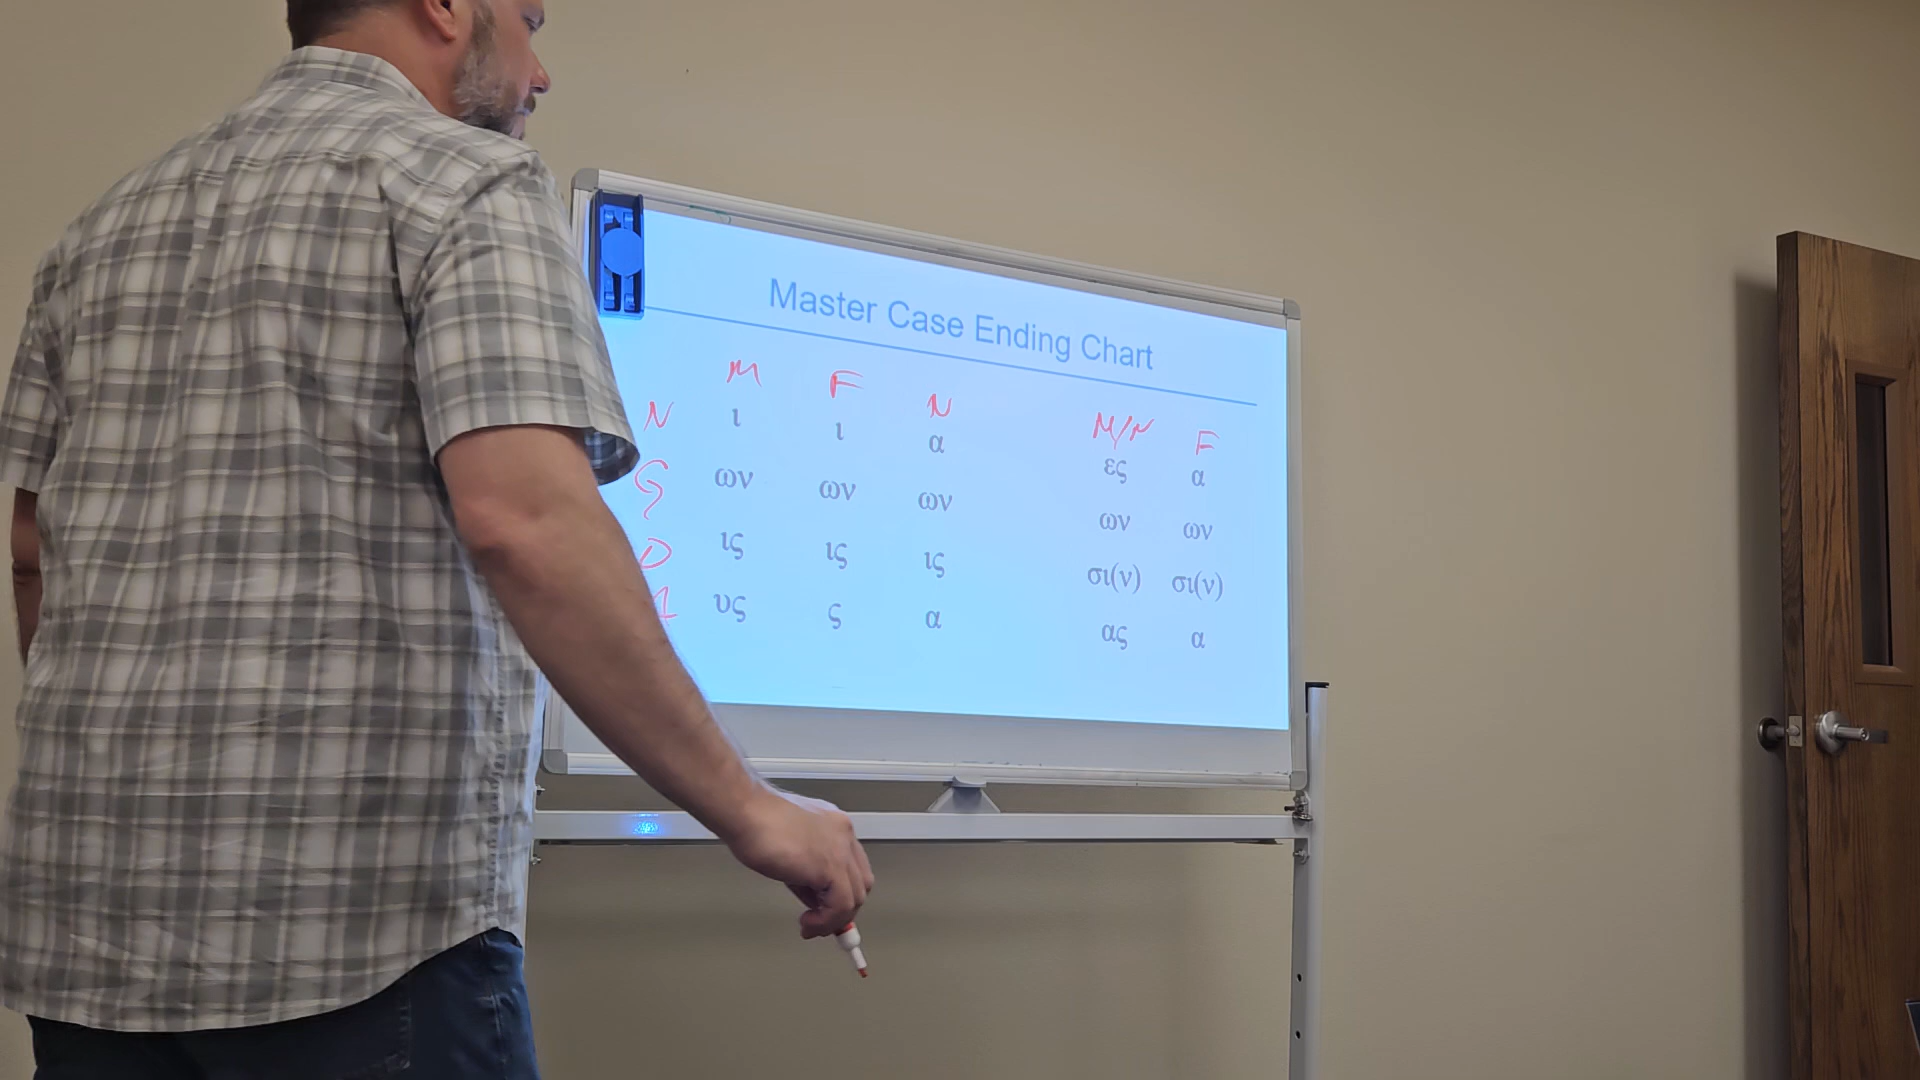 Master Case Ending Chart
M F N M/N F
N ι ι α ες α
G ων ων ων ων ων
D ις ις ις σι(ν) σι(ν)
A υς ς α ας α